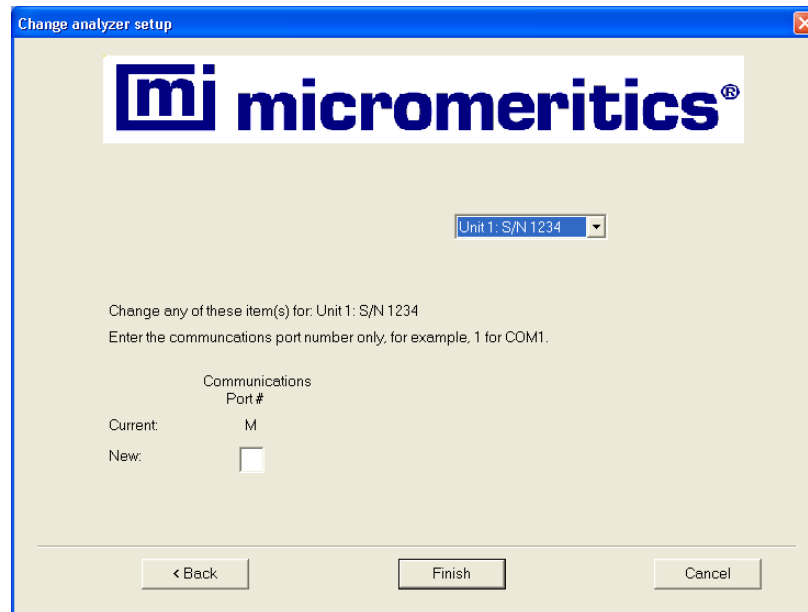 Change analyzer setup
mi micromeritics®
Unit 1: S/N 1234
Change any of these item(s) for: Unit 1: S/N 1234
Enter the communcations port number only, for example, 1 for COM1.
Communications
Port #
Current: M
New:
< Back Finish Cancel